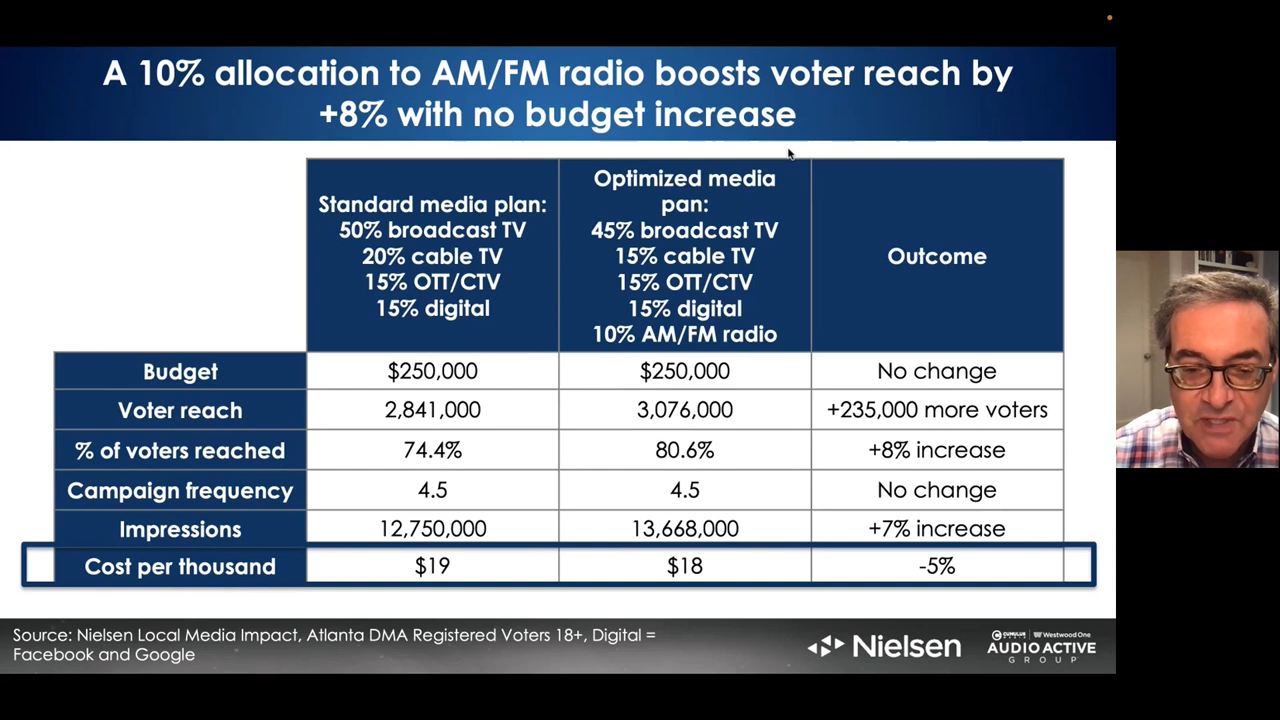 A 10% allocation to AM/FM radio boosts voter reach by
+8% with no budget increase
Standard media plan:
50% broadcast TV
20% cable TV
15% OTT/CTV
15% digital
Optimized media
pan:
45% broadcast TV
15% cable TV
15% OTT/CTV
15% digital
10% AM/FM radio
Outcome
Budget $250,000 $250,000 No change
Voter reach 2,841,000 3,076,000 +235,000 more voters
% of voters reached 74.4% 80.6% +8% increase
Campaign frequency 4.5 4.5 No change
Impressions 12,750,000 13,668,000 +7% increase
Cost per thousand $19 $18 -5%
Source: Nielsen Local Media Impact, Atlanta DMA Registered Voters 18+, Digital =
Facebook and Google
Nielsen
CUMULUS MEDIA Westwood One
AUDIO ACTIVE
GROUP